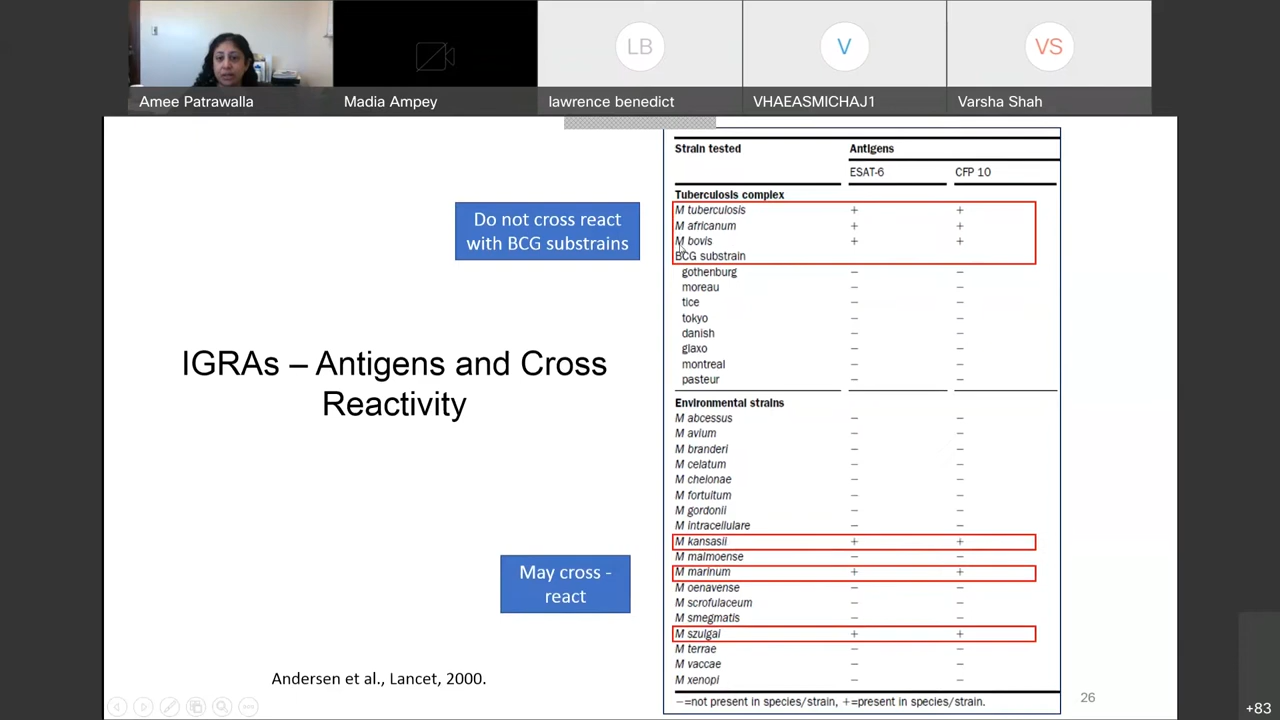 LB
V
VS
Amee Patrawalla
Madia Ampey
lawrence benedict
VHAEASMICHAJ1
Varsha Shah
Do not cross react
with BCG substrains
IGRAs – Antigens and Cross
Reactivity
May cross -
react
Andersen et al., Lancet, 2000.
Strain tested Antigens
ESAT-6 CFP 10
Tuberculosis complex
M tuberculosis + +
M africanum + +
M bovis + +
BCG substrain
gothenburg − −
moreau − −
tice − −
tokyo − −
danish − −
glaxo − −
montreal − −
pasteur − −
Environmental strains
M abcessus − −
M avium − −
M branderi − −
M celatum − −
M chelonae − −
M fortuitum − −
M gordonii − −
M intracellulare − −
M kansasii + +
M malmoense − −
M marinum + +
M oenavense − −
M scrofulaceum − −
M smegmatis − −
M szulgai + +
M terrae − −
M vaccae − −
M xenopi − −
−=not present in species/strain, +=present in species/strain.
26
+83